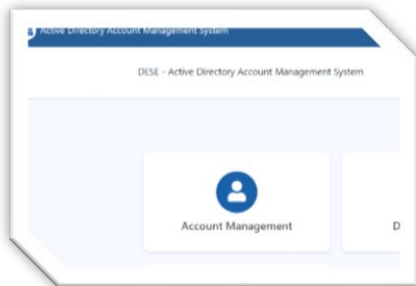 Active Directory Account Management System
DESE - Active Directory Account Management System
Account Management
D